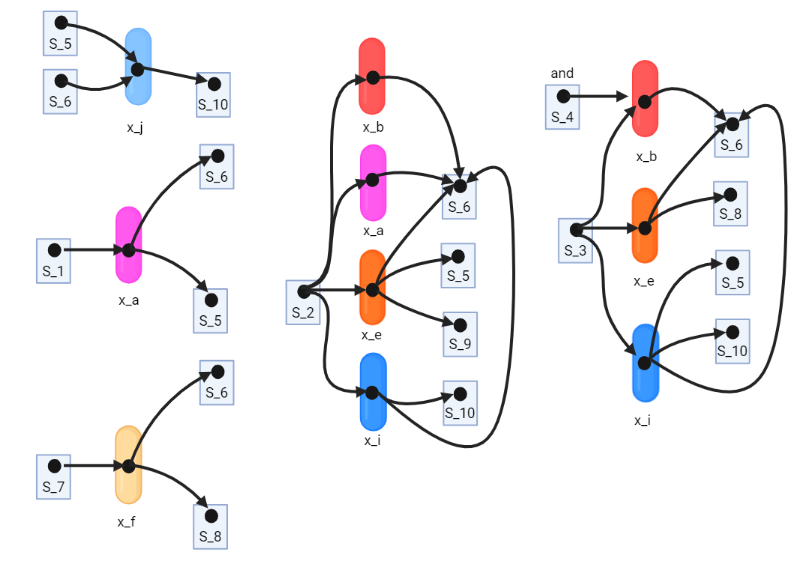 S_5
S_6
S_10
x_j
S_6
S_1
S_5
x_a
S_6
S_7
S_8
x_f
x_b
x_a
S_6
S_5
S_2
x_e
S_9
S_10
x_i
and
S_4
S_6
x_b
S_8
S_3
x_e
S_5
S_10
x_i